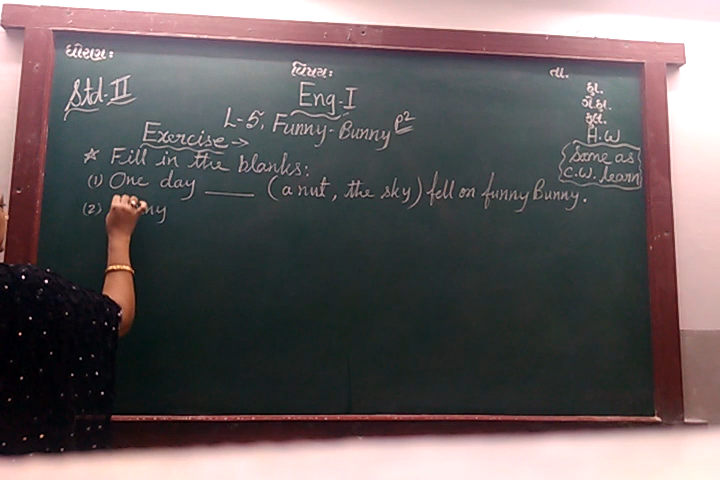 ધોરણ:
વિષય:
તા.
Std. II
Eng-I
હા.
ગે.હા.
કુલ.
L-5, Funny-Bunny P2
H.W
Same as
C.W. learn
Exercise →
☆ Fill in the blanks:
(1) One day ____ (a nut, the sky) fell on funny Bunny.
(2)